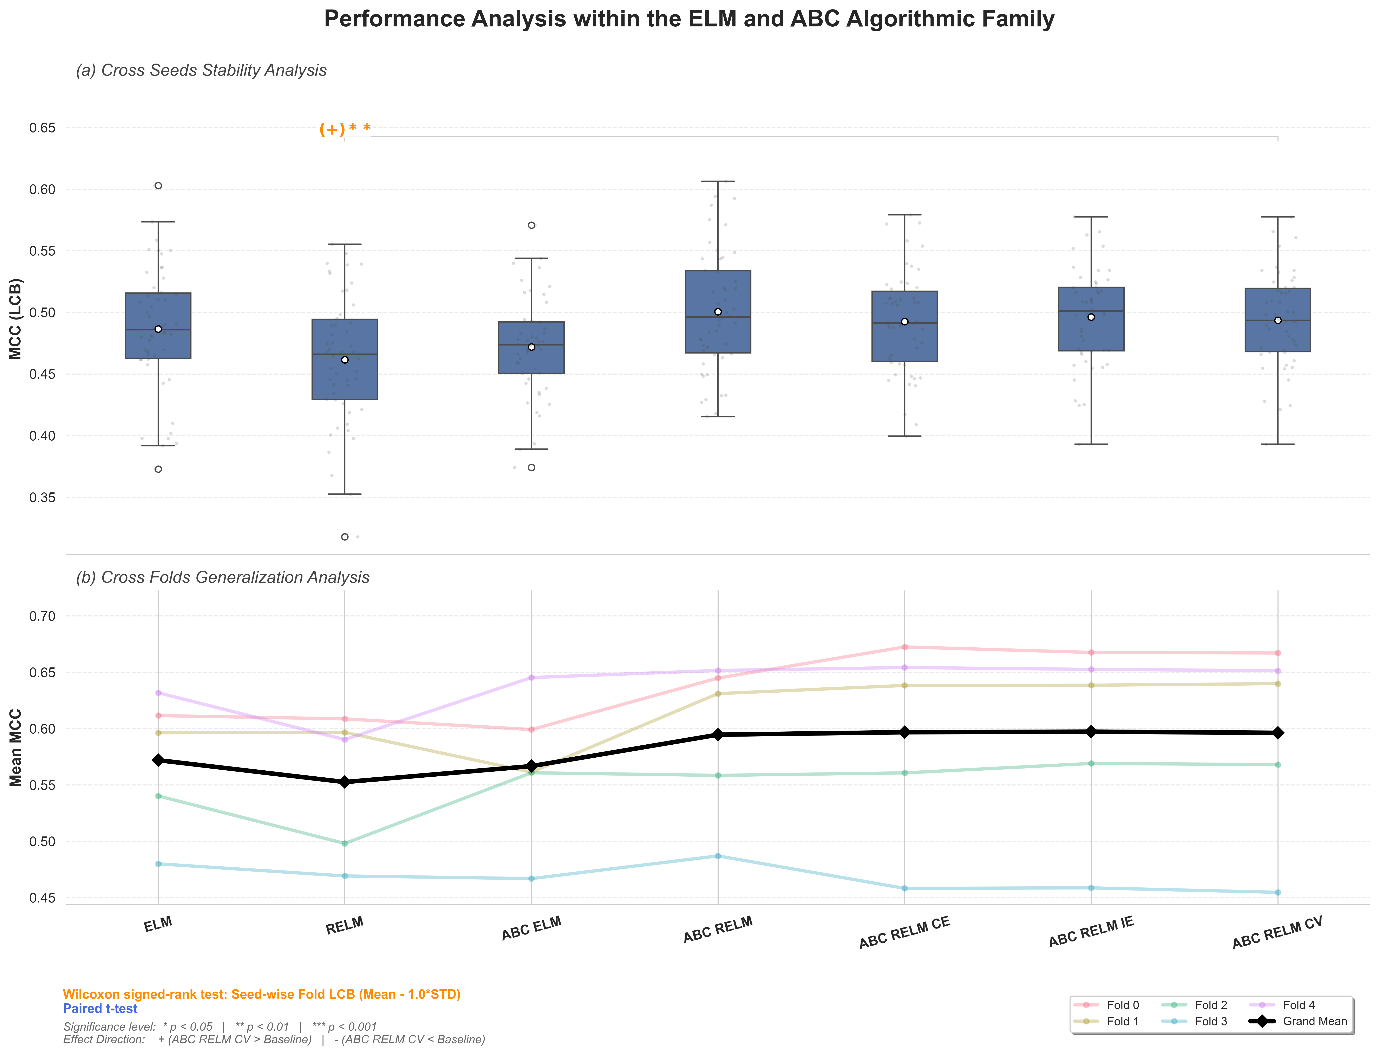 Performance Analysis within the ELM and ABC Algorithmic Family
(a) Cross Seeds Stability Analysis
MCC (LCB)
0.65
0.60
0.55
0.50
0.45
0.40
0.35
(+) * *
(b) Cross Folds Generalization Analysis
Mean MCC
0.70
0.65
0.60
0.55
0.50
0.45
ELM
RELM
ABC ELM
ABC RELM
ABC RELM CE
ABC RELM IE
ABC RELM CV
Wilcoxon signed-rank test: Seed-wise Fold LCB (Mean - 1.0*STD)
Paired t-test
Significance level: * p < 0.05 | ** p < 0.01 | *** p < 0.001
Effect Direction: + (ABC RELM CV > Baseline) | - (ABC RELM CV < Baseline)
Fold 0
Fold 1
Fold 2
Fold 3
Fold 4
Grand Mean